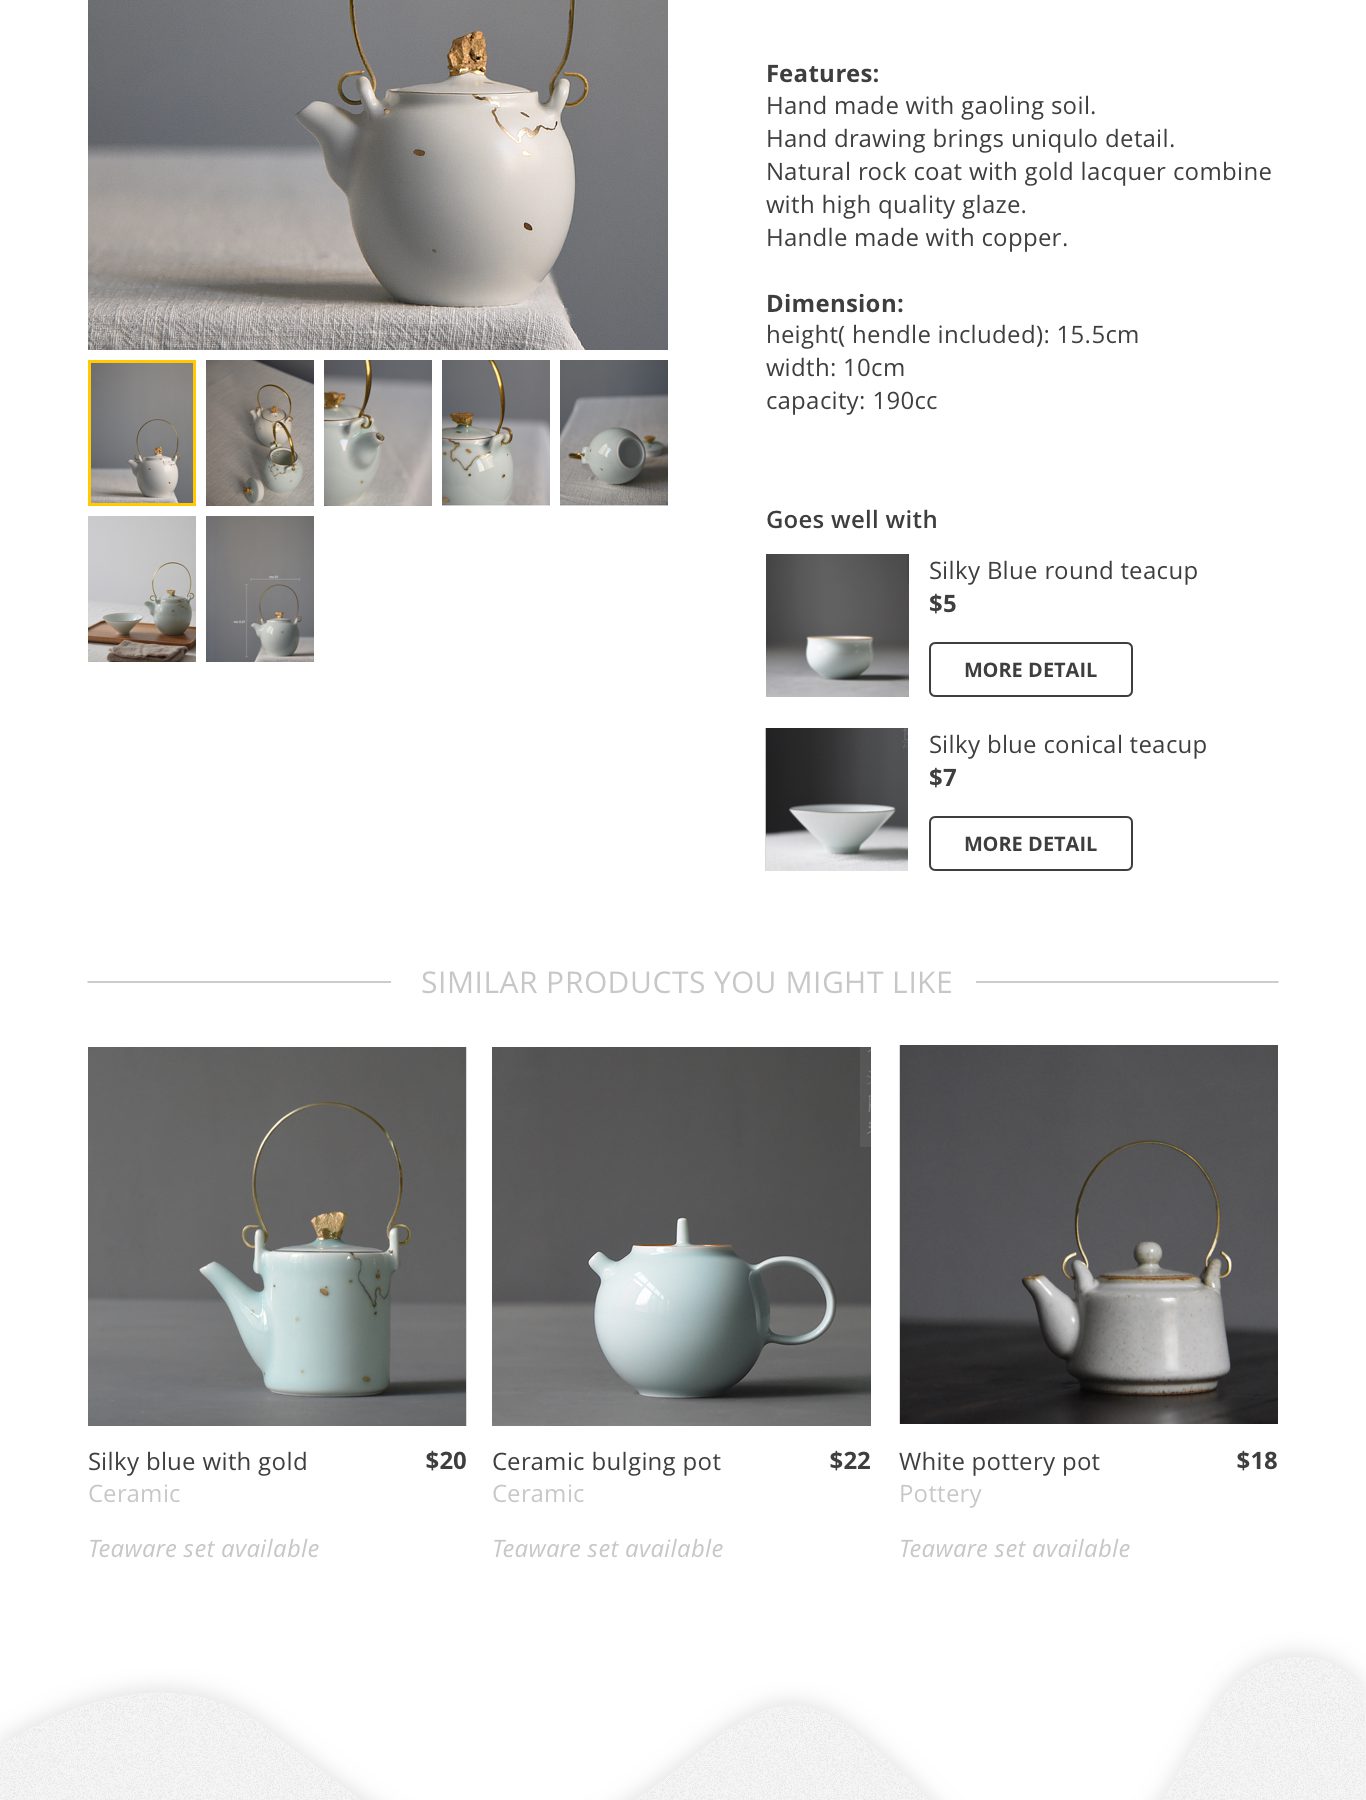 Features:
Hand made with gaoling soil.
Hand drawing brings uniqulo detail.
Natural rock coat with gold lacquer combine
with high quality glaze.
Handle made with copper.
Dimension:
height( hendle included): 15.5cm
width: 10cm
capacity: 190cc
Goes well with
Silky Blue round teacup
$5
MORE DETAIL
Silky blue conical teacup
$7
MORE DETAIL
SIMILAR PRODUCTS YOU MIGHT LIKE
Silky blue with gold $20
Ceramic
Teaware set available
Ceramic bulging pot $22
Ceramic
Teaware set available
White pottery pot $18
Pottery
Teaware set available